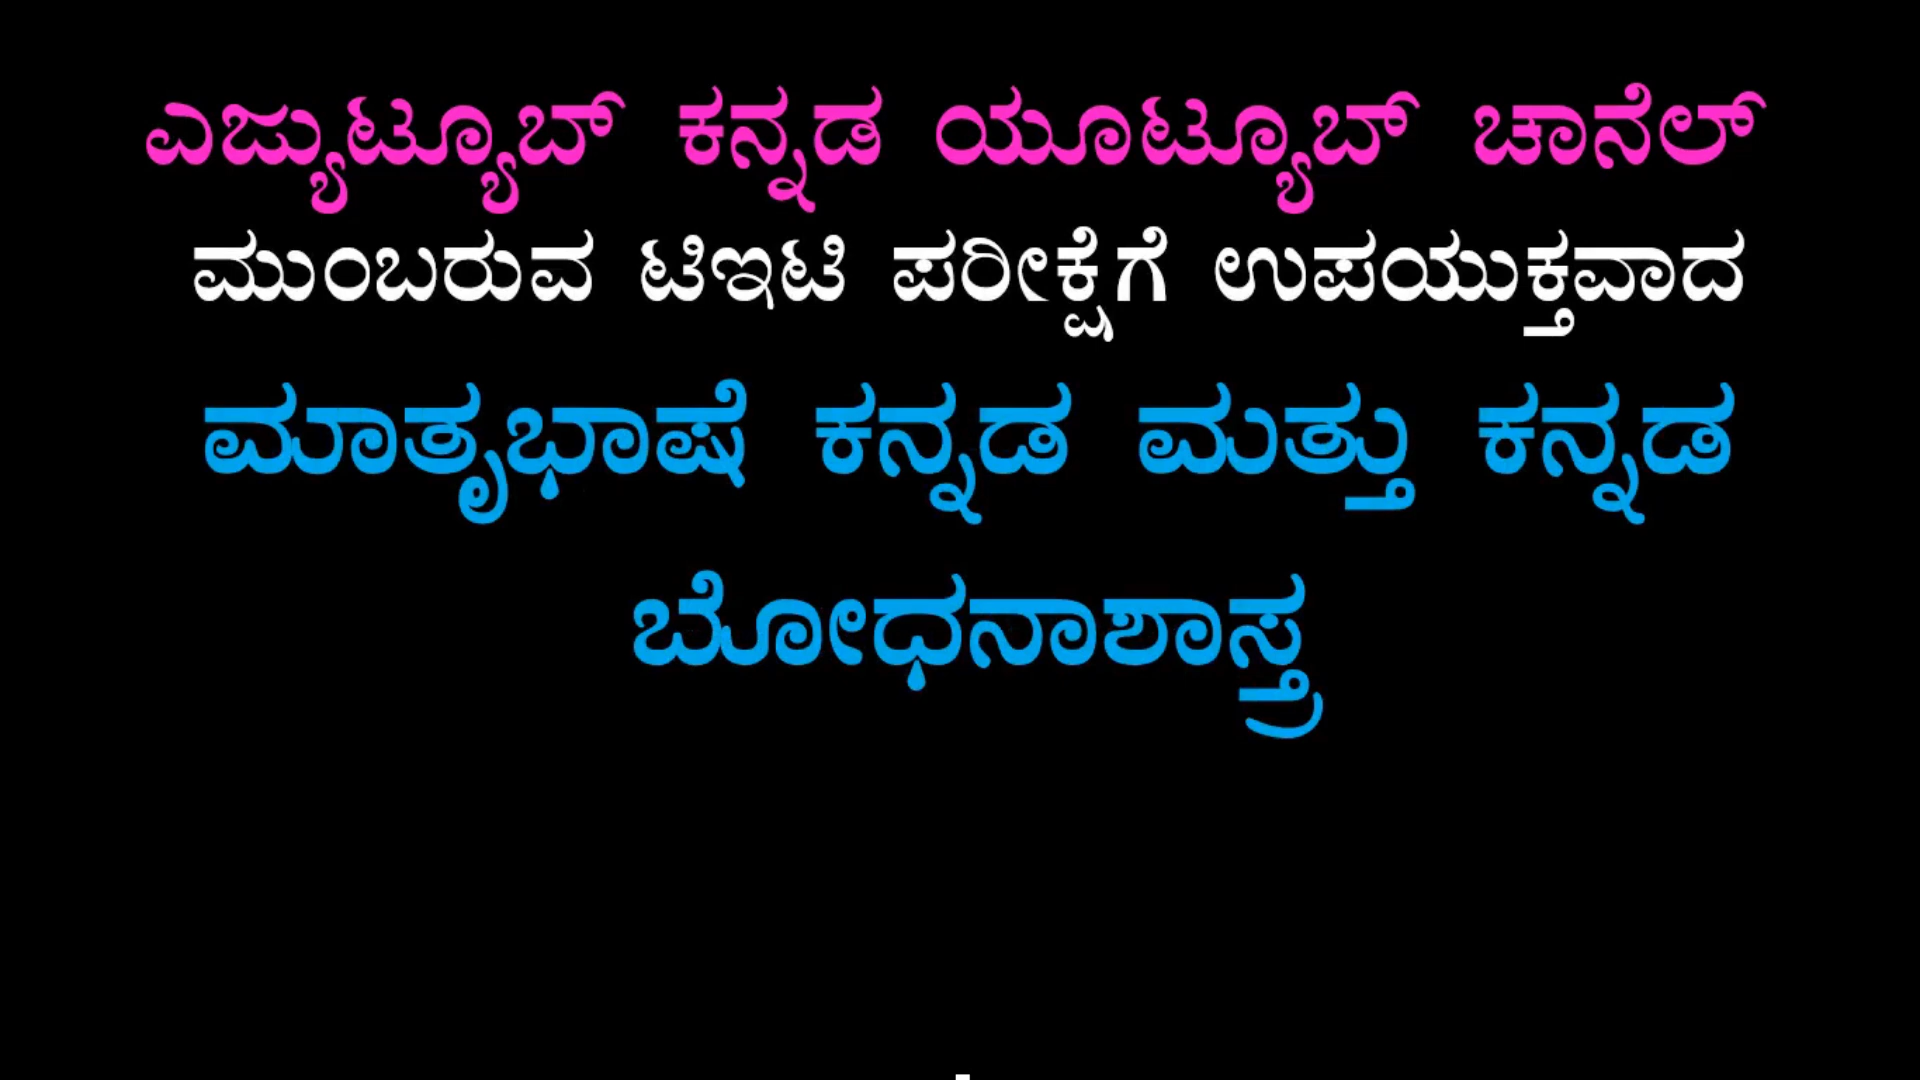 ಎಜ್ಯುಟ್ಯೂಬ್ ಕನ್ನಡ ಯೂಟ್ಯೂಬ್ ಚಾನೆಲ್
ಮುಂಬರುವ ಟಿಇಟಿ ಪರೀಕ್ಷೆಗೆ ಉಪಯುಕ್ತವಾದ
ಮಾತೃಭಾಷೆ ಕನ್ನಡ ಮತ್ತು ಕನ್ನಡ
ಬೋಧನಾಶಾಸ್ತ್ರ